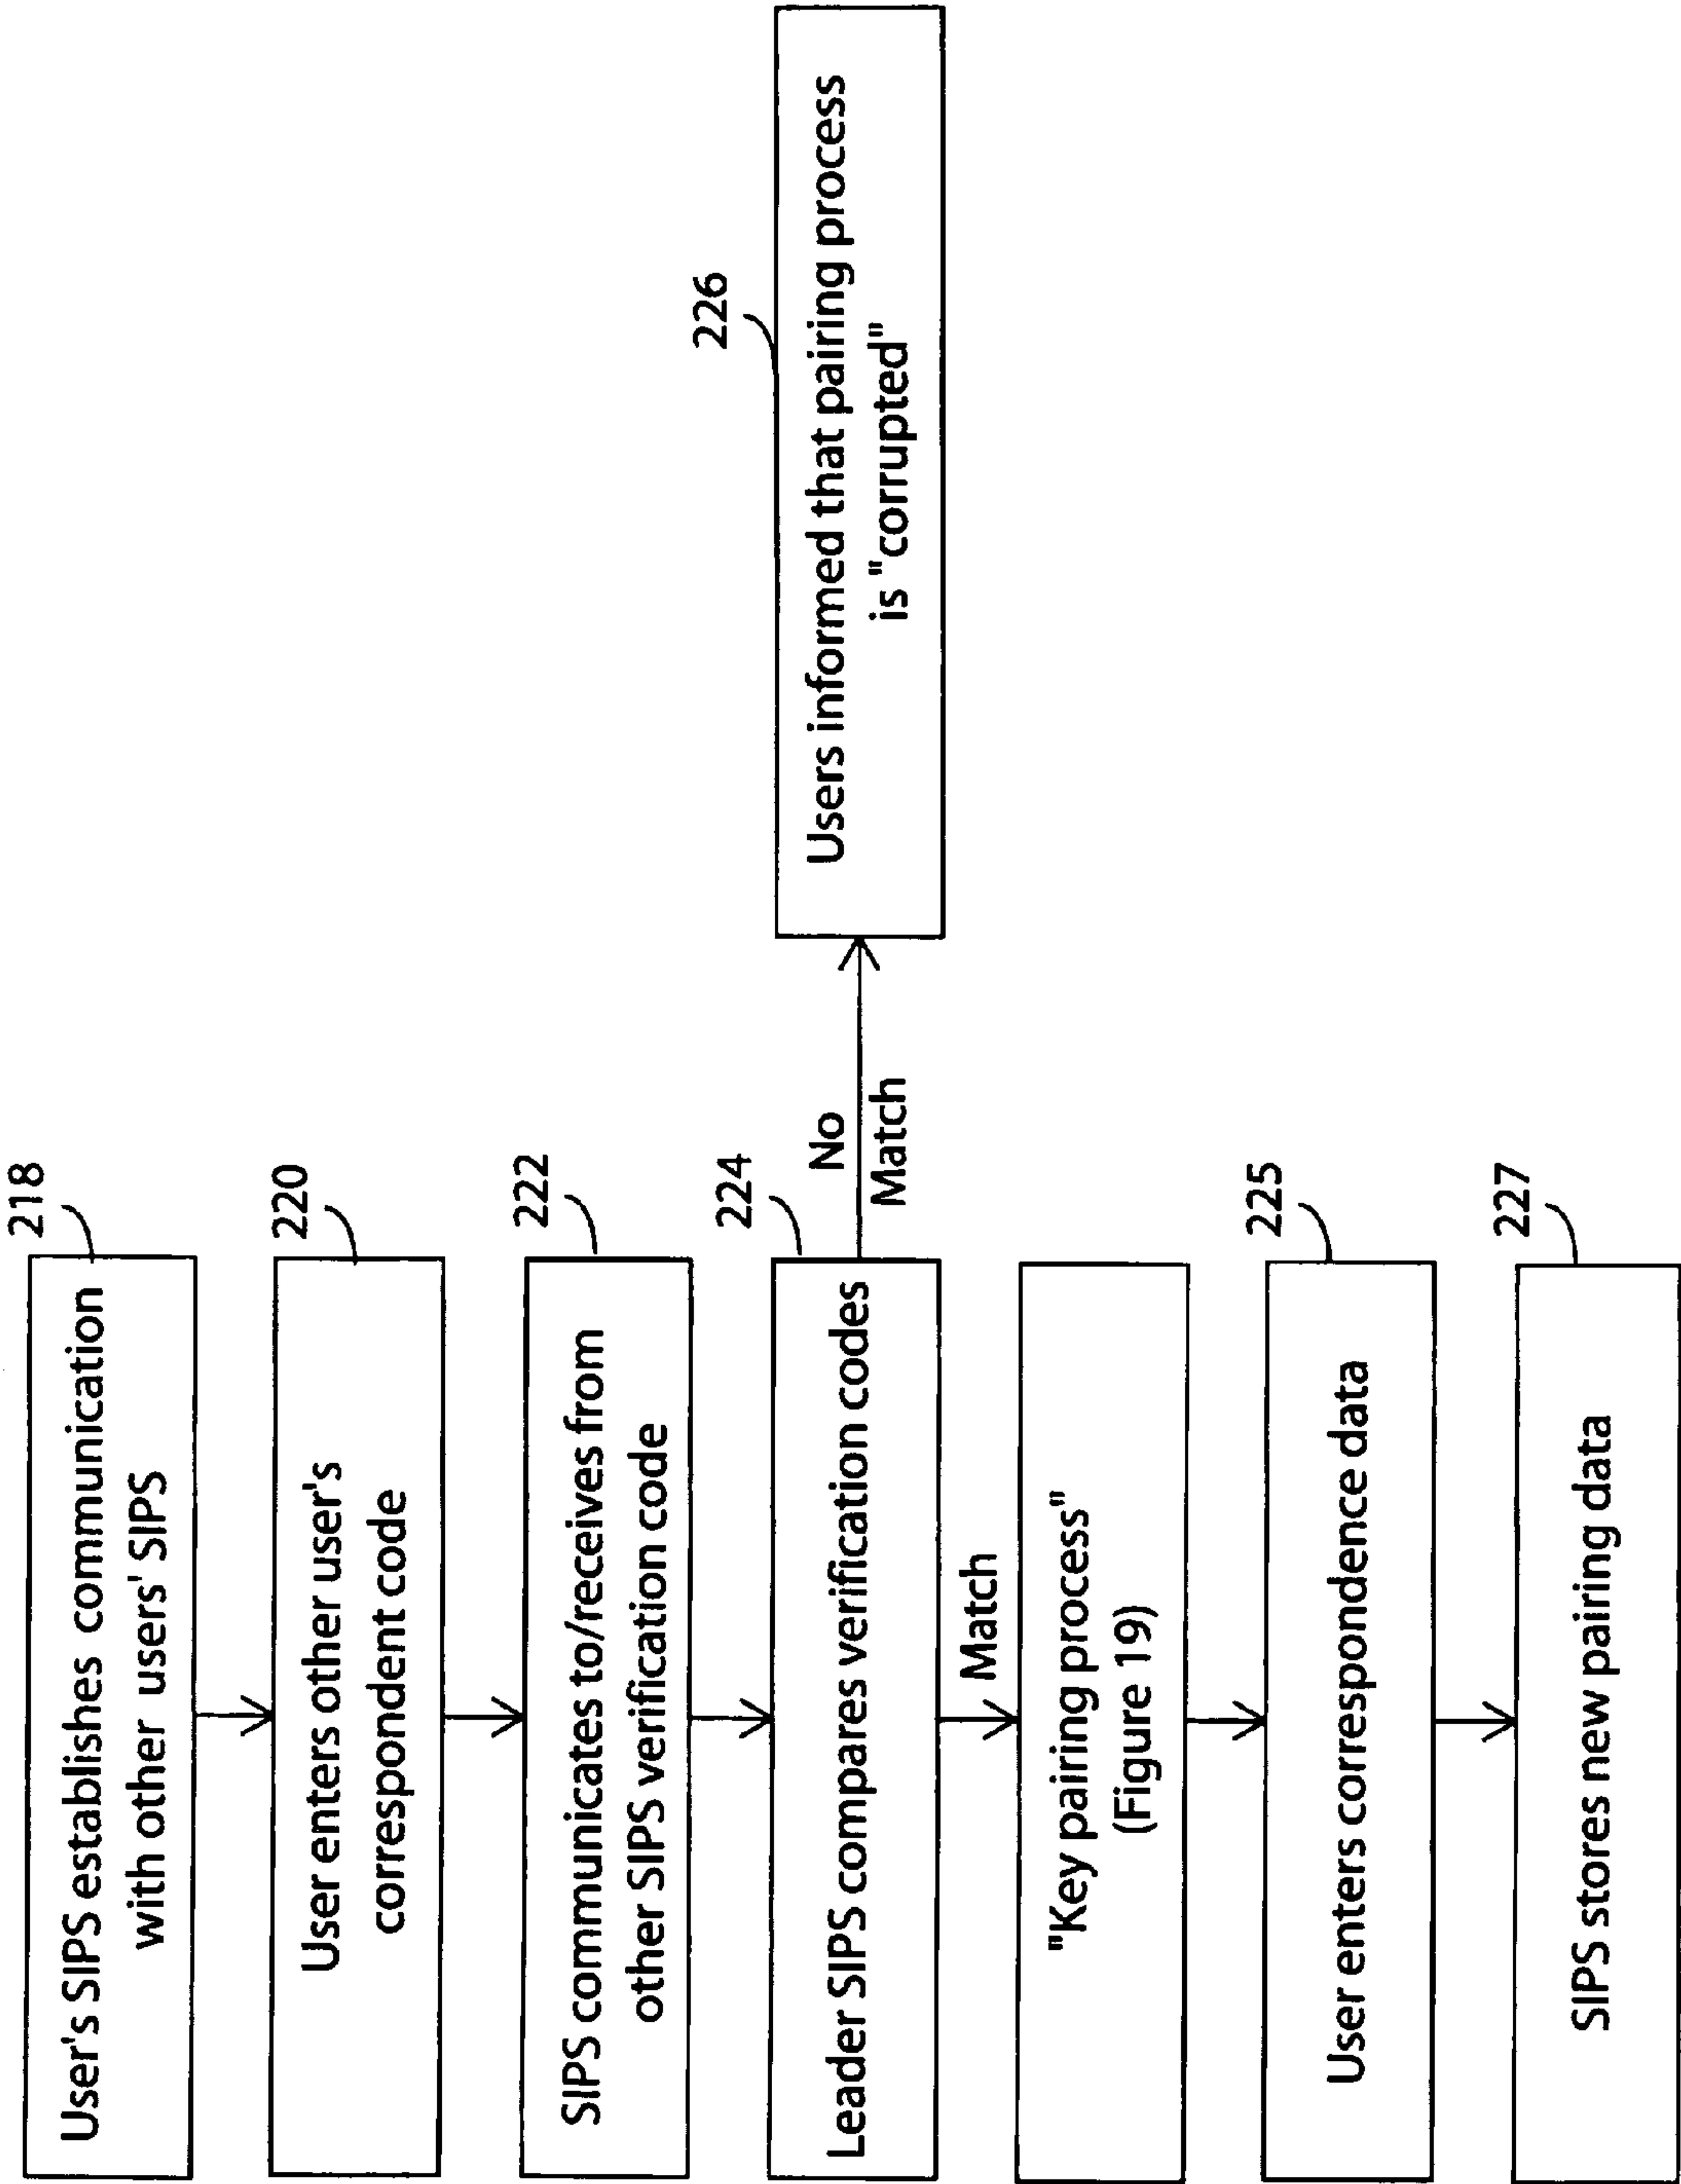 218
User's SIPS establishes communication
with other users' SIPS
220
User enters other user's
correspondent code
222
SIPS communicates to/receives from
other SIPS verification code
224
Leader SIPS compares verification codes
No
Match
226
Users informed that pairing process
is "corrupted"
Match
"Key pairing process"
(Figure 19)
225
User enters correspondence data
227
SIPS stores new pairing data